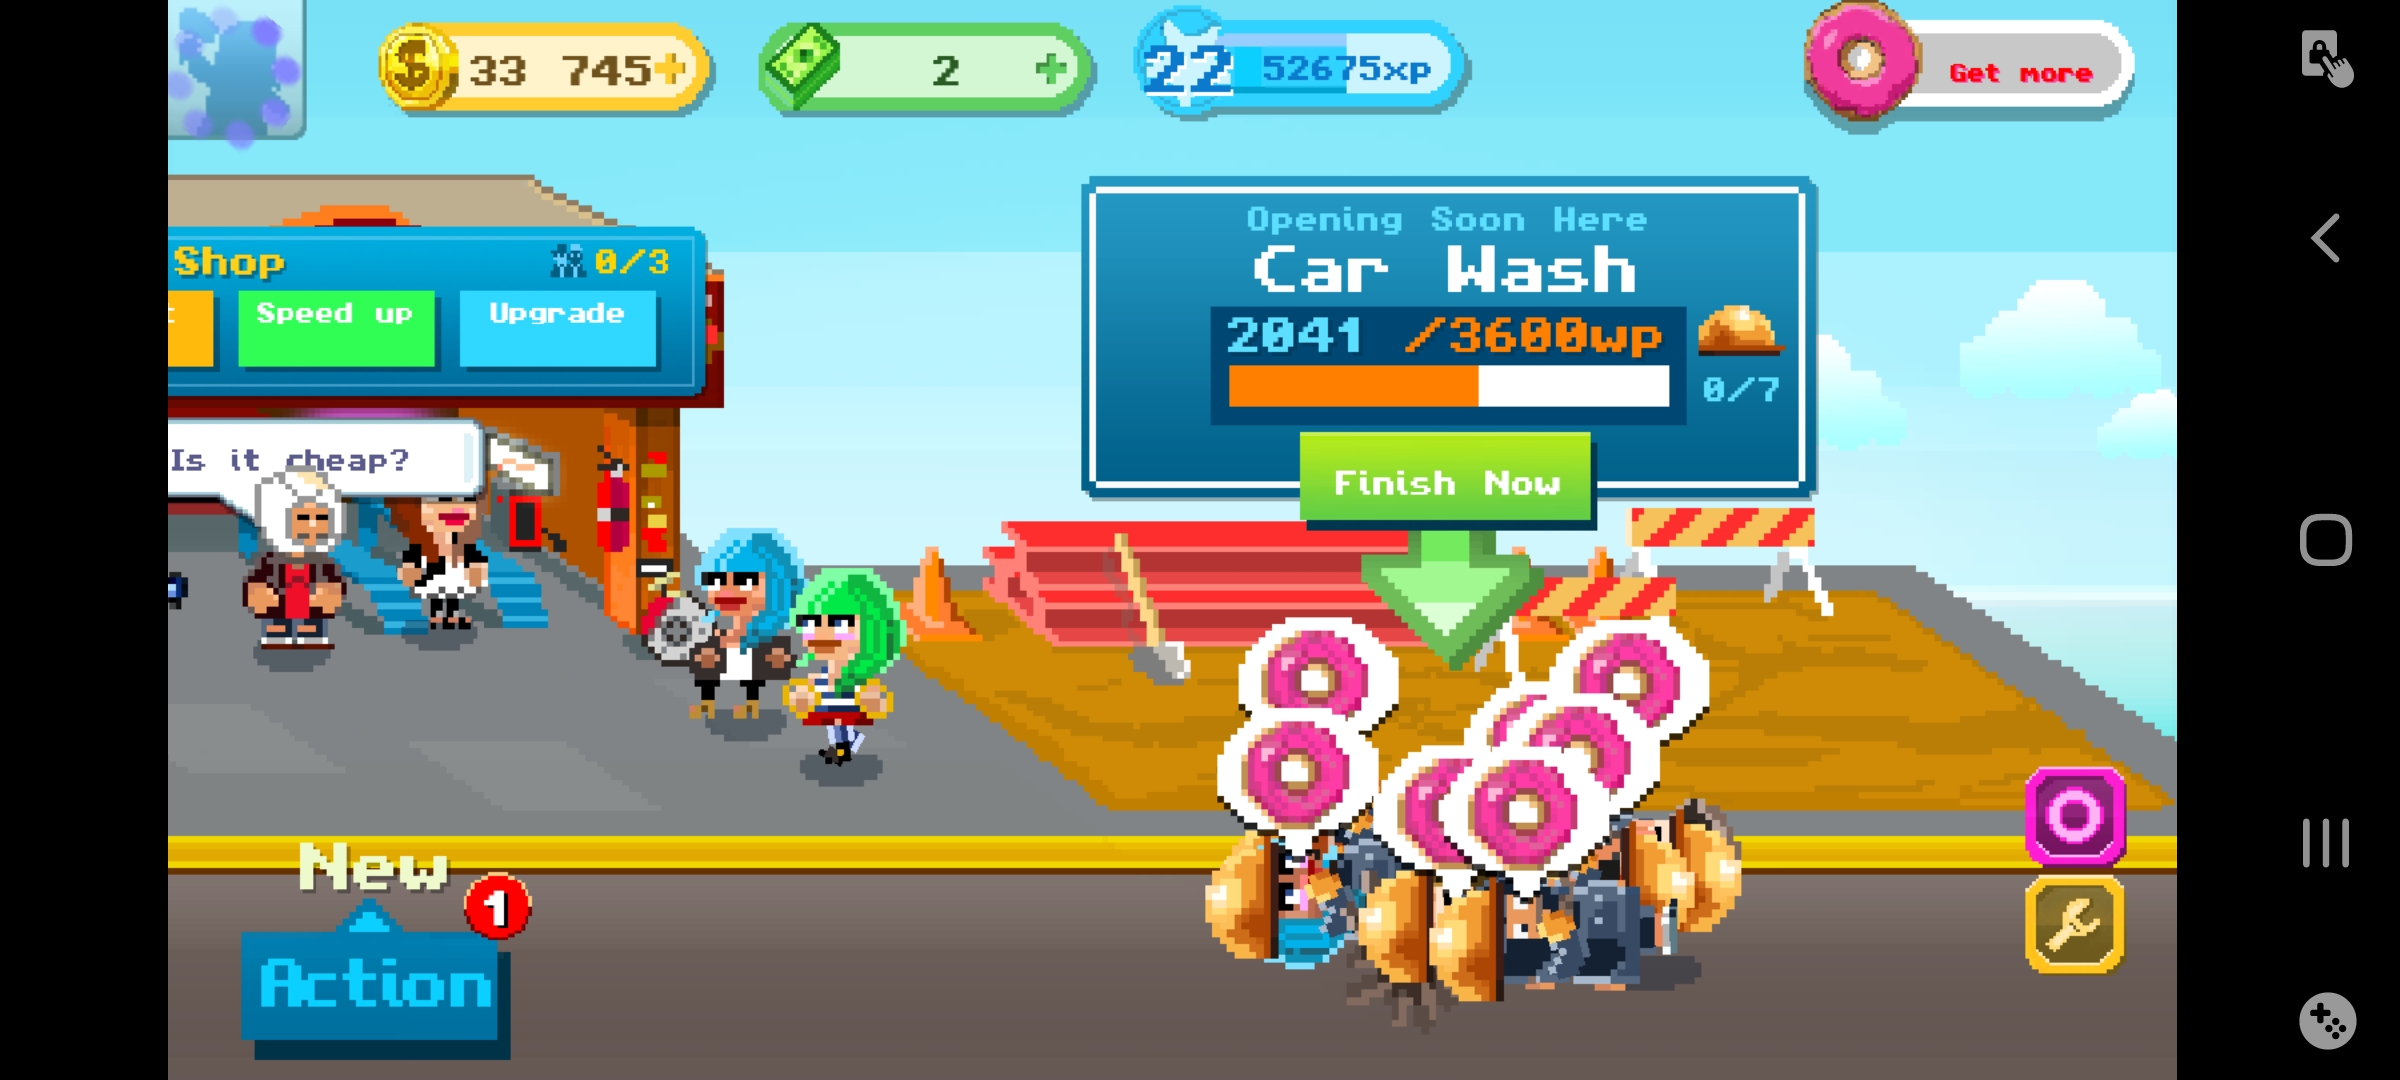 33 745+
2 +
22 52675xp
Get more
Opening Soon Here
Car Wash
2041 /3600wp
0/7
Finish Now
Shop 0/3
Speed up
Upgrade
Is it cheap?
New
1
Action